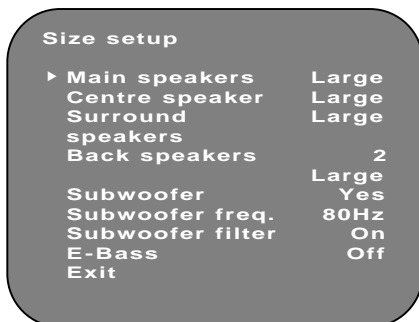 Size setup
Main speakers Large
Centre speaker Large
Surround Large
speakers
Back speakers 2
Large
Subwoofer Yes
Subwoofer freq. 80Hz
Subwoofer filter On
E-Bass Off
Exit